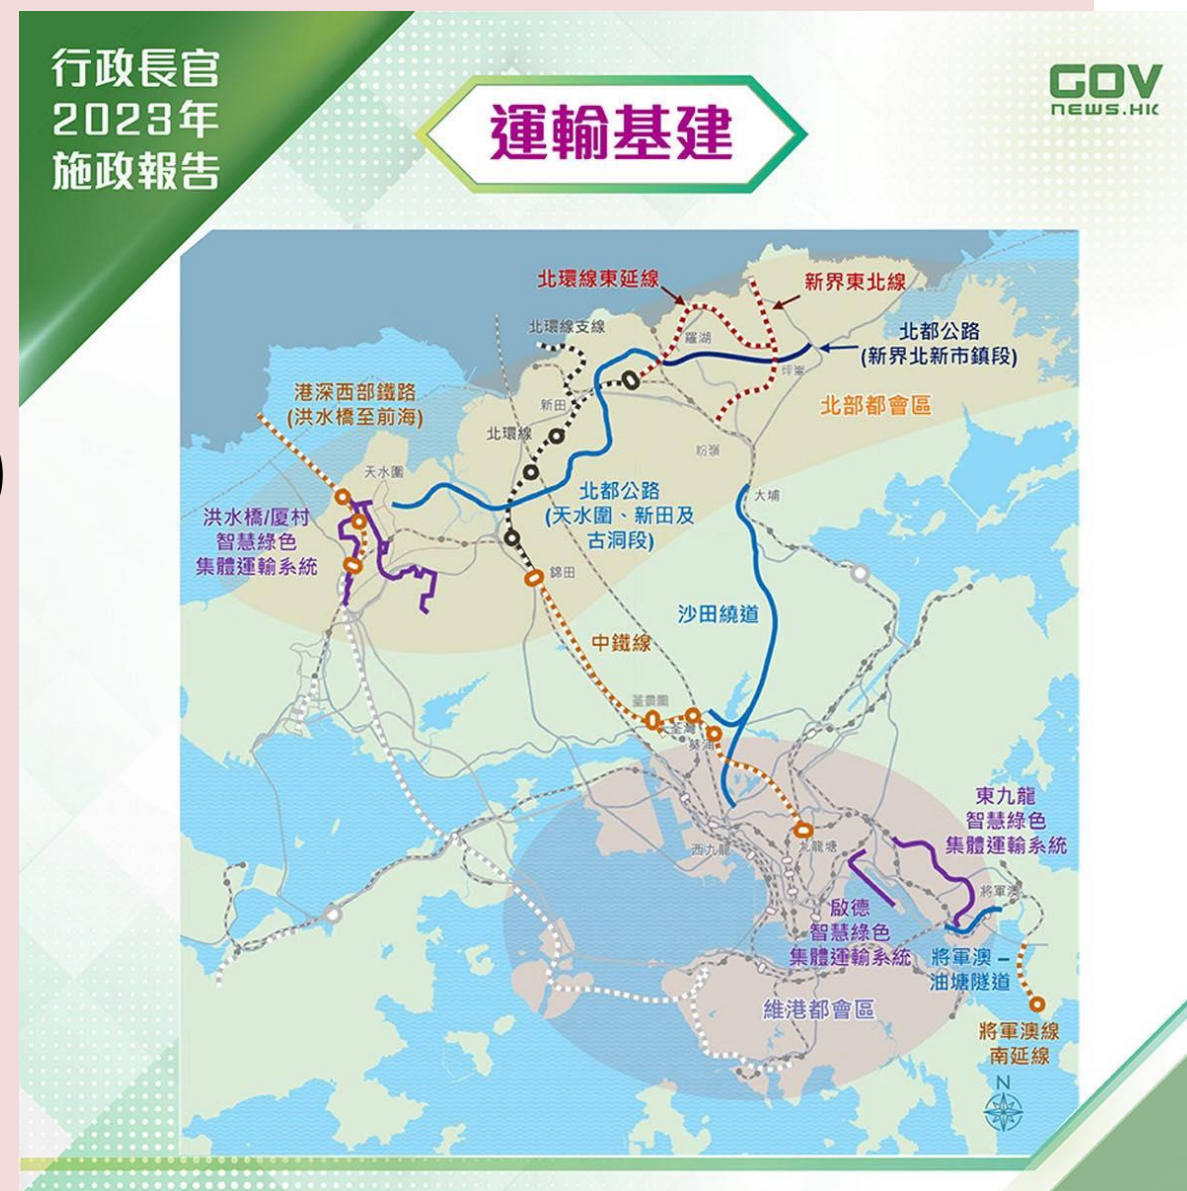 行政長官
2023年
施政報告
運輸基建
GOV
NEWS.HK
北環線東延線
新界東北線
北環線支線
羅湖
北都公路
(新界北新市鎮段)
坪輋
港深西部鐵路
(洪水橋至前海)
新田
北部都會區
北環線
粉嶺
天水圍
北都公路
(天水圍、新田及
古洞段)
大埔
洪水橋/厦村
智慧綠色
集體運輸系統
錦田
沙田繞道
中鐵線
荃景圍
荃灣
葵涌
東九龍
智慧綠色
集體運輸系統
西九龍
九龍塘
將軍澳
啟德
智慧綠色
集體運輸系統
將軍澳 –
油塘隧道
維港都會區
將軍澳線
南延線
N